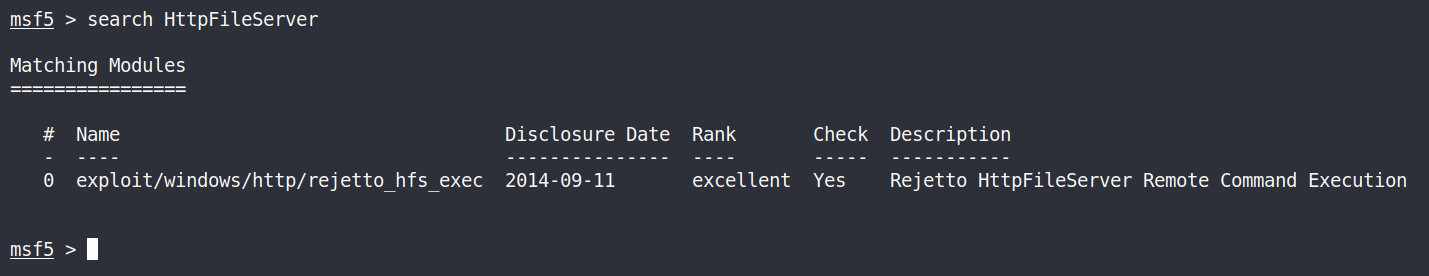 msf5 > search HttpFileServer
Matching Modules
================
# Name Disclosure Date Rank Check Description
- ---- --------------- ---- ----- -----------
0 exploit/windows/http/rejetto_hfs_exec 2014-09-11 excellent Yes Rejetto HttpFileServer Remote Command Execution
msf5 >